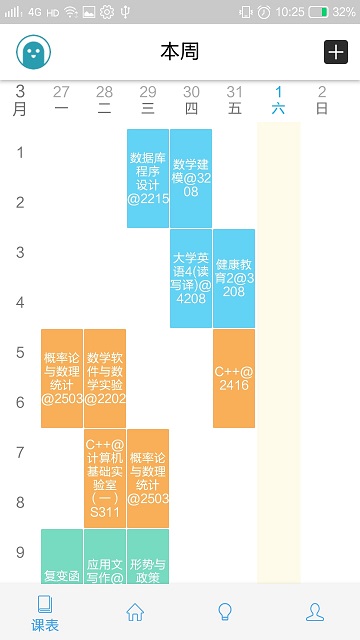 4G HD 10:25 32%
本周
3月
27 28 29 30 31 1 2
一 二 三 四 五 六 日
1
数据库
程序
设计
@2215
数学建
模@32
08
2
3
大学英
语4(读
写译)@
4208
健康教
育2@3
208
4
5
概率论
与数理
统计
@2503
数学软
件与数
学实验
@2202
C++@
2416
6
7
C++@
计算机
基础实
验室
（一）
S311
概率论
与数理
统计
@2503
8
9
复变函
应用文
写作@
形势与
政策
课表